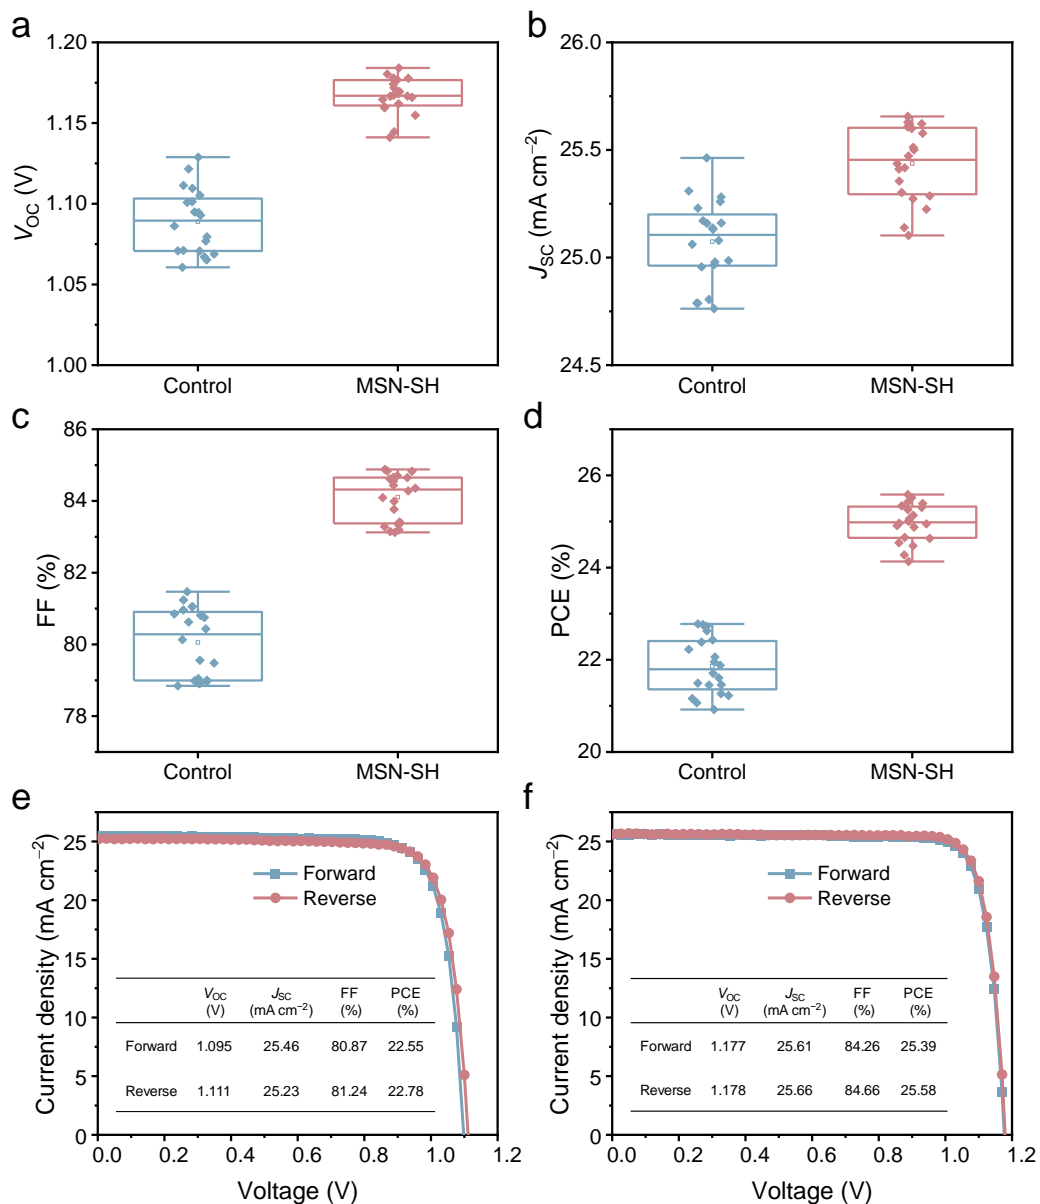 a
1.20
1.15
1.10
1.05
1.00
V_OC (V)
Control
MSN-SH
b
26.0
25.5
25.0
24.5
J_SC (mA cm⁻²)
Control
MSN-SH
c
86
84
82
80
78
FF (%)
Control
MSN-SH
d
26
24
22
20
PCE (%)
Control
MSN-SH
e
25
20
15
10
5
0
Current density (mA cm⁻²)
Forward
Reverse
V_OC (V) J_SC (mA cm⁻²) FF (%) PCE (%)
Forward 1.095 25.46 80.87 22.55
Reverse 1.111 25.23 81.24 22.78
0.0 0.2 0.4 0.6 0.8 1.0 1.2
Voltage (V)
f
25
20
15
10
5
0
Current density (mA cm⁻²)
Forward
Reverse
V_OC (V) J_SC (mA cm⁻²) FF (%) PCE (%)
Forward 1.177 25.61 84.26 25.39
Reverse 1.178 25.66 84.66 25.58
0.0 0.2 0.4 0.6 0.8 1.0 1.2
Voltage (V)